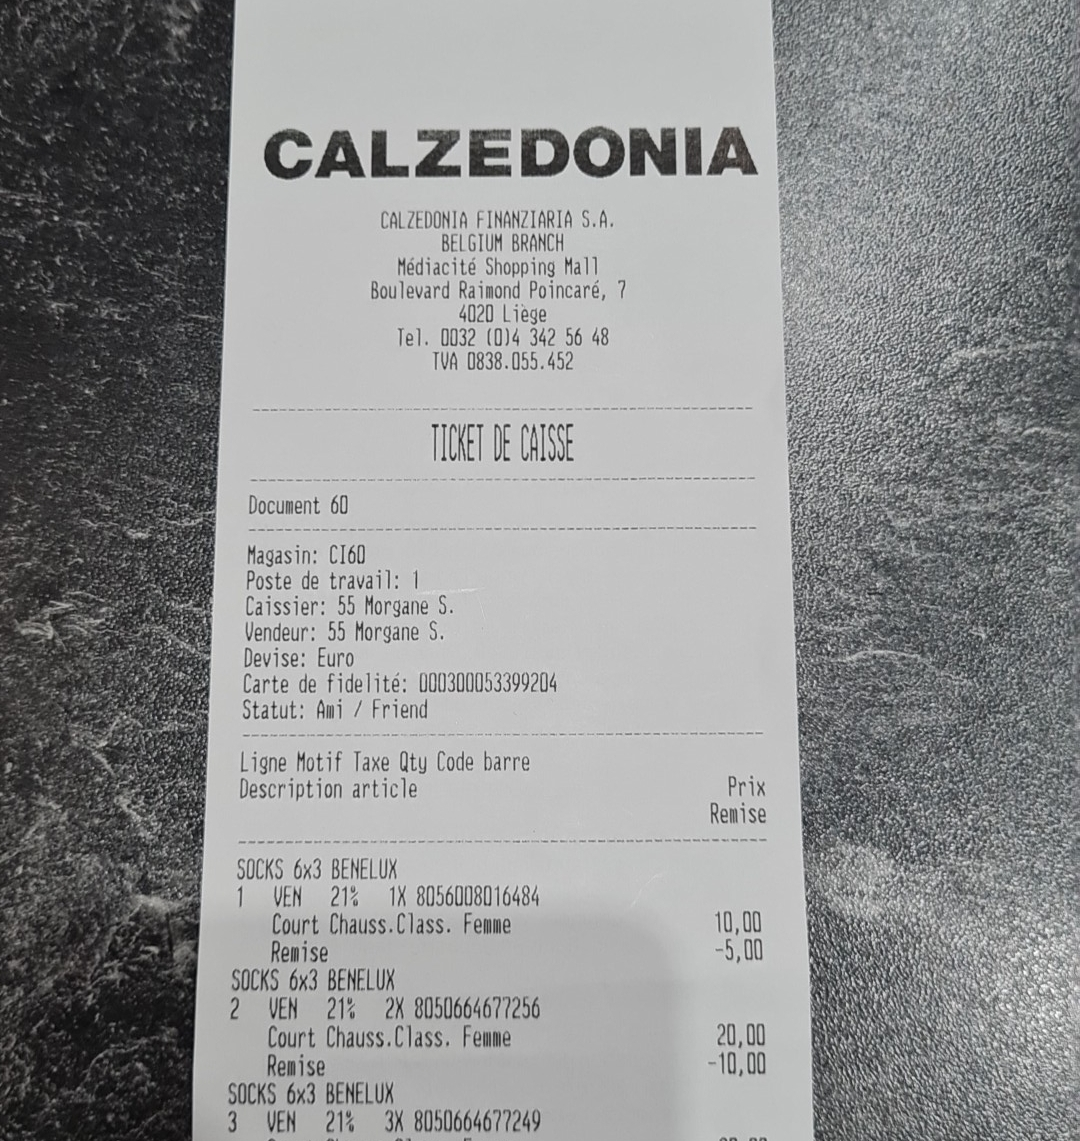 CALZEDONIA
CALZEDONIA FINANZIARIA S.A.
BELGIUM BRANCH
Médiacité Shopping Mall
Boulevard Raimond Poincaré, 7
4020 Liège
Tel. 0032 (0)4 342 56 48
TVA 0838.055.452
TICKET DE CAISSE
Document 60
Magasin: CI60
Poste de travail: 1
Caissier: 55 Morgane S.
Vendeur: 55 Morgane S.
Devise: Euro
Carte de fidelité: 000300053399204
Statut: Ami / Friend
Ligne Motif Taxe Qty Code barre
Description article Prix
Remise
SOCKS 6x3 BENELUX
1 VEN 21% 1X 8056008016484
Court Chauss.Class. Femme 10,00
Remise -5,00
SOCKS 6x3 BENELUX
2 VEN 21% 2X 8050664677256
Court Chauss.Class. Femme 20,00
Remise -10,00
SOCKS 6x3 BENELUX
3 VEN 21% 3X 8050664677249